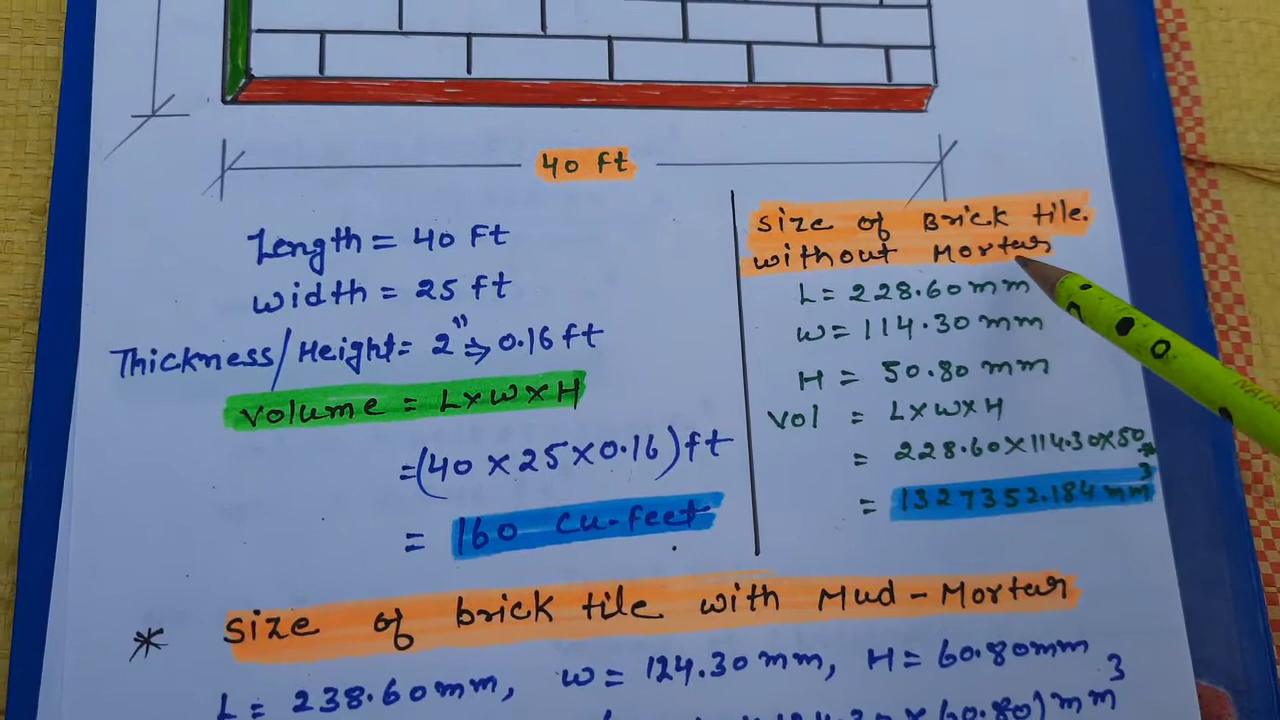 40 ft
Length = 40 Ft
width = 25 ft
Thickness/Height = 2" ⇒ 0.16 ft
Volume = L×W×H
=(40 × 25 × 0.16) ft
= 160 cu-feet
size of Brick tile.
without Mortar
L = 228.60 mm
W = 114.30 mm
H = 50.80 mm
Vol = L×W×H
= 228.60×114.30×50
= 1327352.184 mm³
* size of brick tile with Mud-Mortar
L = 238.60mm, W = 124.30 mm, H = 60.80mm
× 60.80) mm³